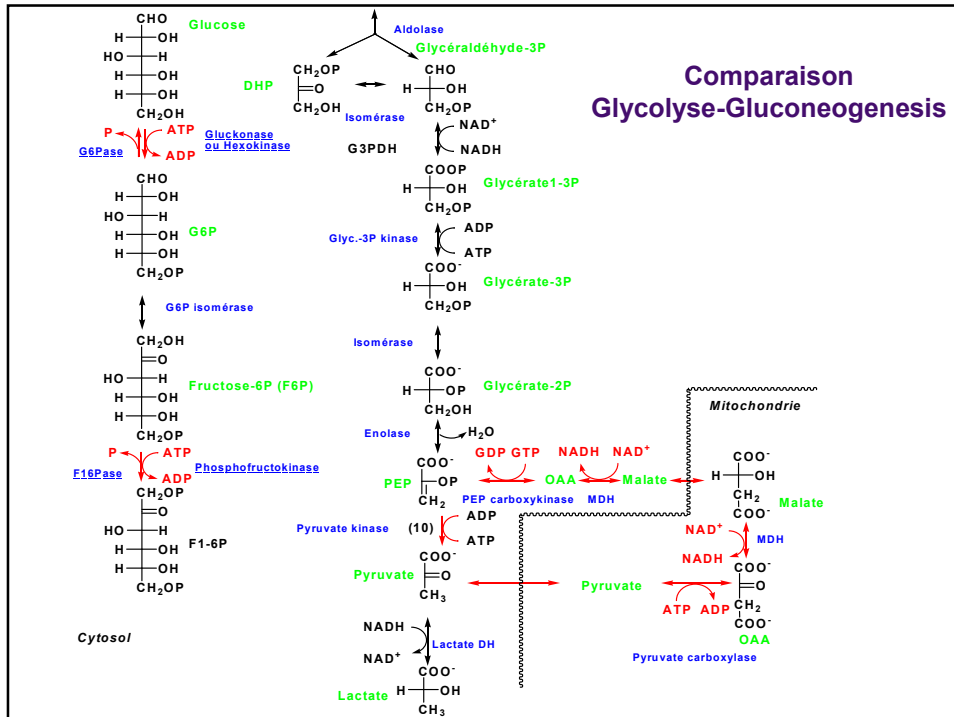 Comparaison
Glycolyse-Gluconeogenesis
CHO
Glucose
H OH
HO H
H OH
H OH
CH2OH
P ATP
G6Pase
Gluckonase
ou Hexokinase
ADP
CHO
H OH
HO H
G6P
H OH
H OH
CH2OP
G6P isomérase
CH2OH
O
HO H
Fructose-6P (F6P)
H OH
H OH
CH2OP
P ATP
F16Pase
ADP
Phosphofructokinase
CH2OP
O
HO H
F1-6P
H OH
H OH
CH2OP
Cytosol
Aldolase
Glycéraldéhyde-3P
DHP
CH2OP
O
CH2OH
CHO
H OH
CH2OP
Isomérase
NAD+
G3PDH
NADH
COOP
H OH
Glycérate1-3P
CH2OP
ADP
Glyc.-3P kinase
ATP
COO-
H OH
Glycérate-3P
CH2OP
Isomérase
COO-
H OP
Glycérate-2P
CH2OH
Enolase
H2O
COO-
PEP
OP
CH2
GDP GTP
NADH NAD+
OAA
Malate
PEP carboxykinase MDH
ADP
Pyruvate kinase (10)
ATP
COO-
Pyruvate
O
CH3
NADH
Lactate DH
NAD+
COO-
H OH
Lactate
CH3
Mitochondrie
COO-
H OH
CH2
COO-
Malate
NAD+
MDH
NADH
Pyruvate
ATP ADP
COO-
O
CH2
COO-
OAA
Pyruvate carboxylase